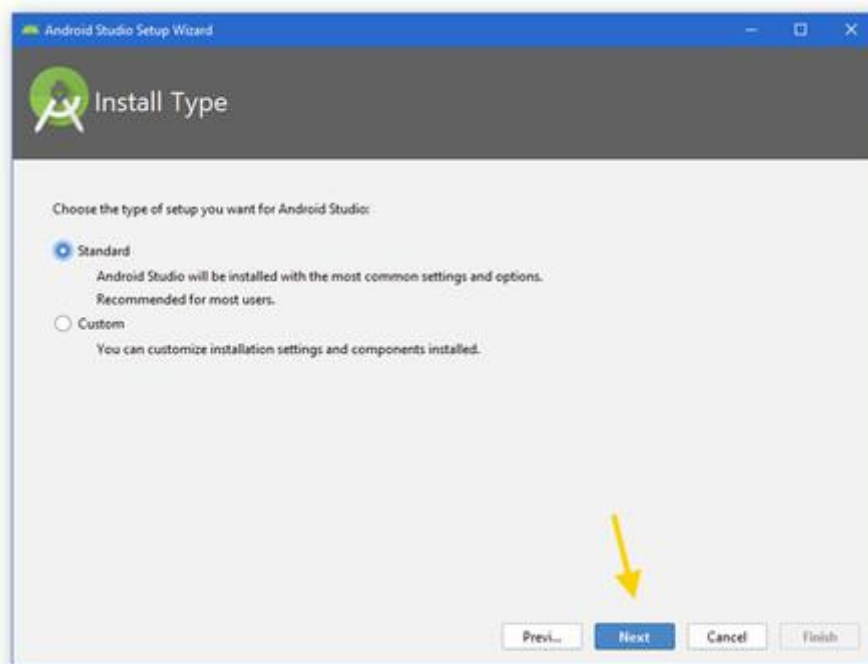 Android Studio Setup Wizard
Install Type
Choose the type of setup you want for Android Studio:
Standard
Android Studio will be installed with the most common settings and options.
Recommended for most users.
Custom
You can customize installation settings and components installed.
Previ... Next Cancel Finish